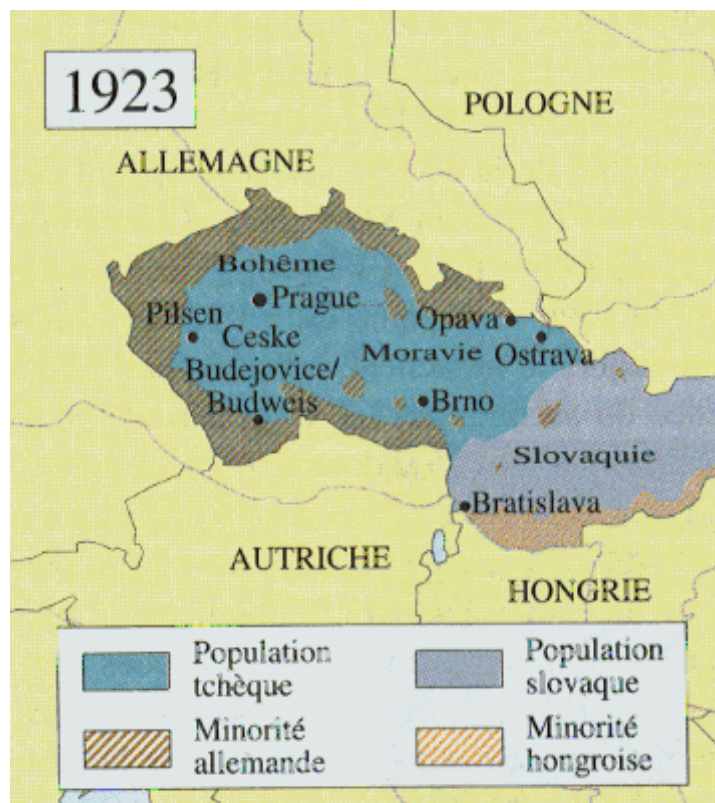 1923
POLOGNE
ALLEMAGNE
Bohême
Prague
Pilsen
Opava
Ceske
Moravie
Ostrava
Budejovice/
Budweis
Brno
Slovaquie
Bratislava
AUTRICHE
HONGRIE
Population
tchèque
Population
slovaque
Minorité
allemande
Minorité
hongroise